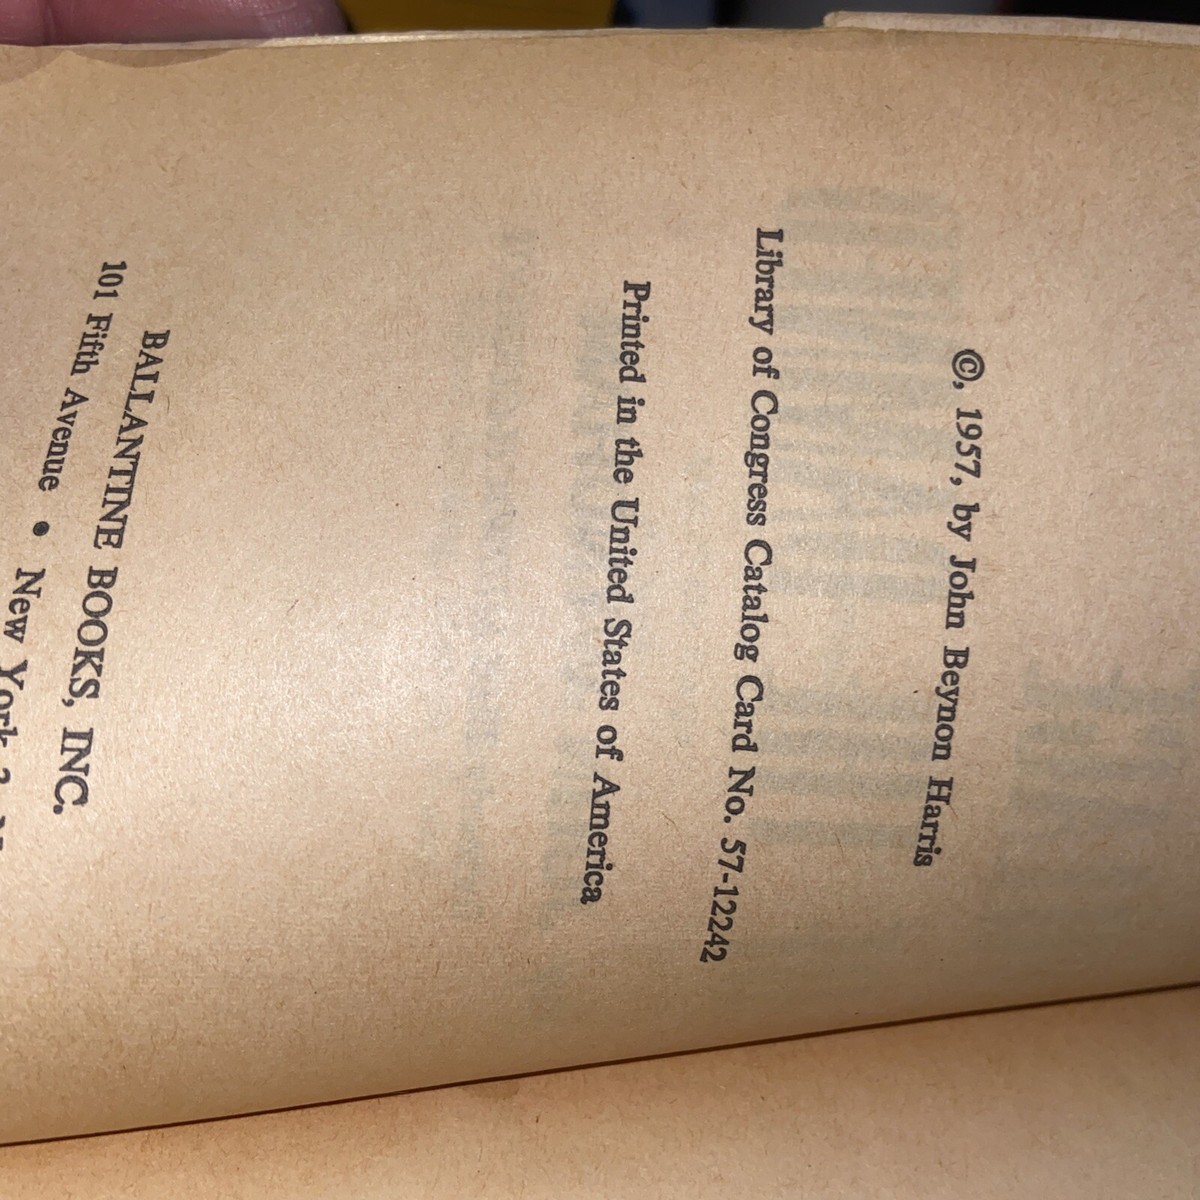 ©, 1957, by John Beynon Harris
Library of Congress Catalog Card No. 57-12242
Printed in the United States of America
BALLANTINE BOOKS, INC.
101 Fifth Avenue • New York